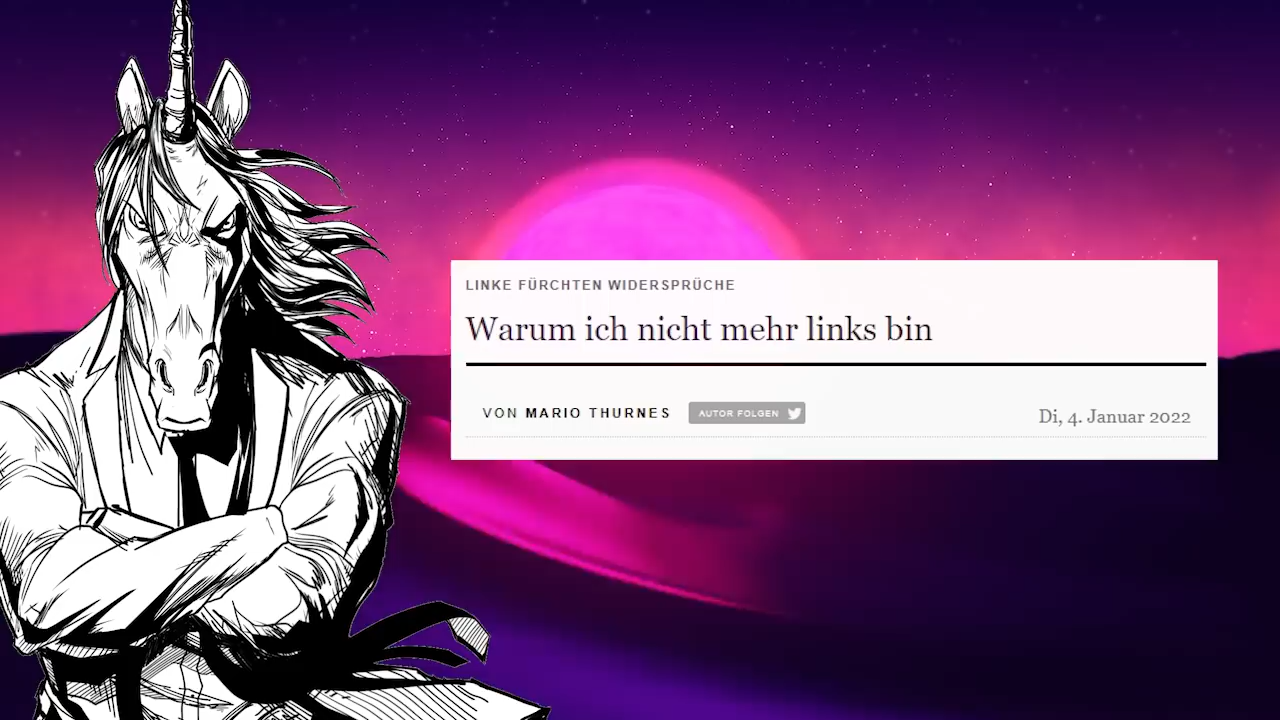 LINKE FÜRCHTEN WIDERSPRÜCHE
Warum ich nicht mehr links bin
VON MARIO THURNES AUTOR FOLGEN Di, 4. Januar 2022